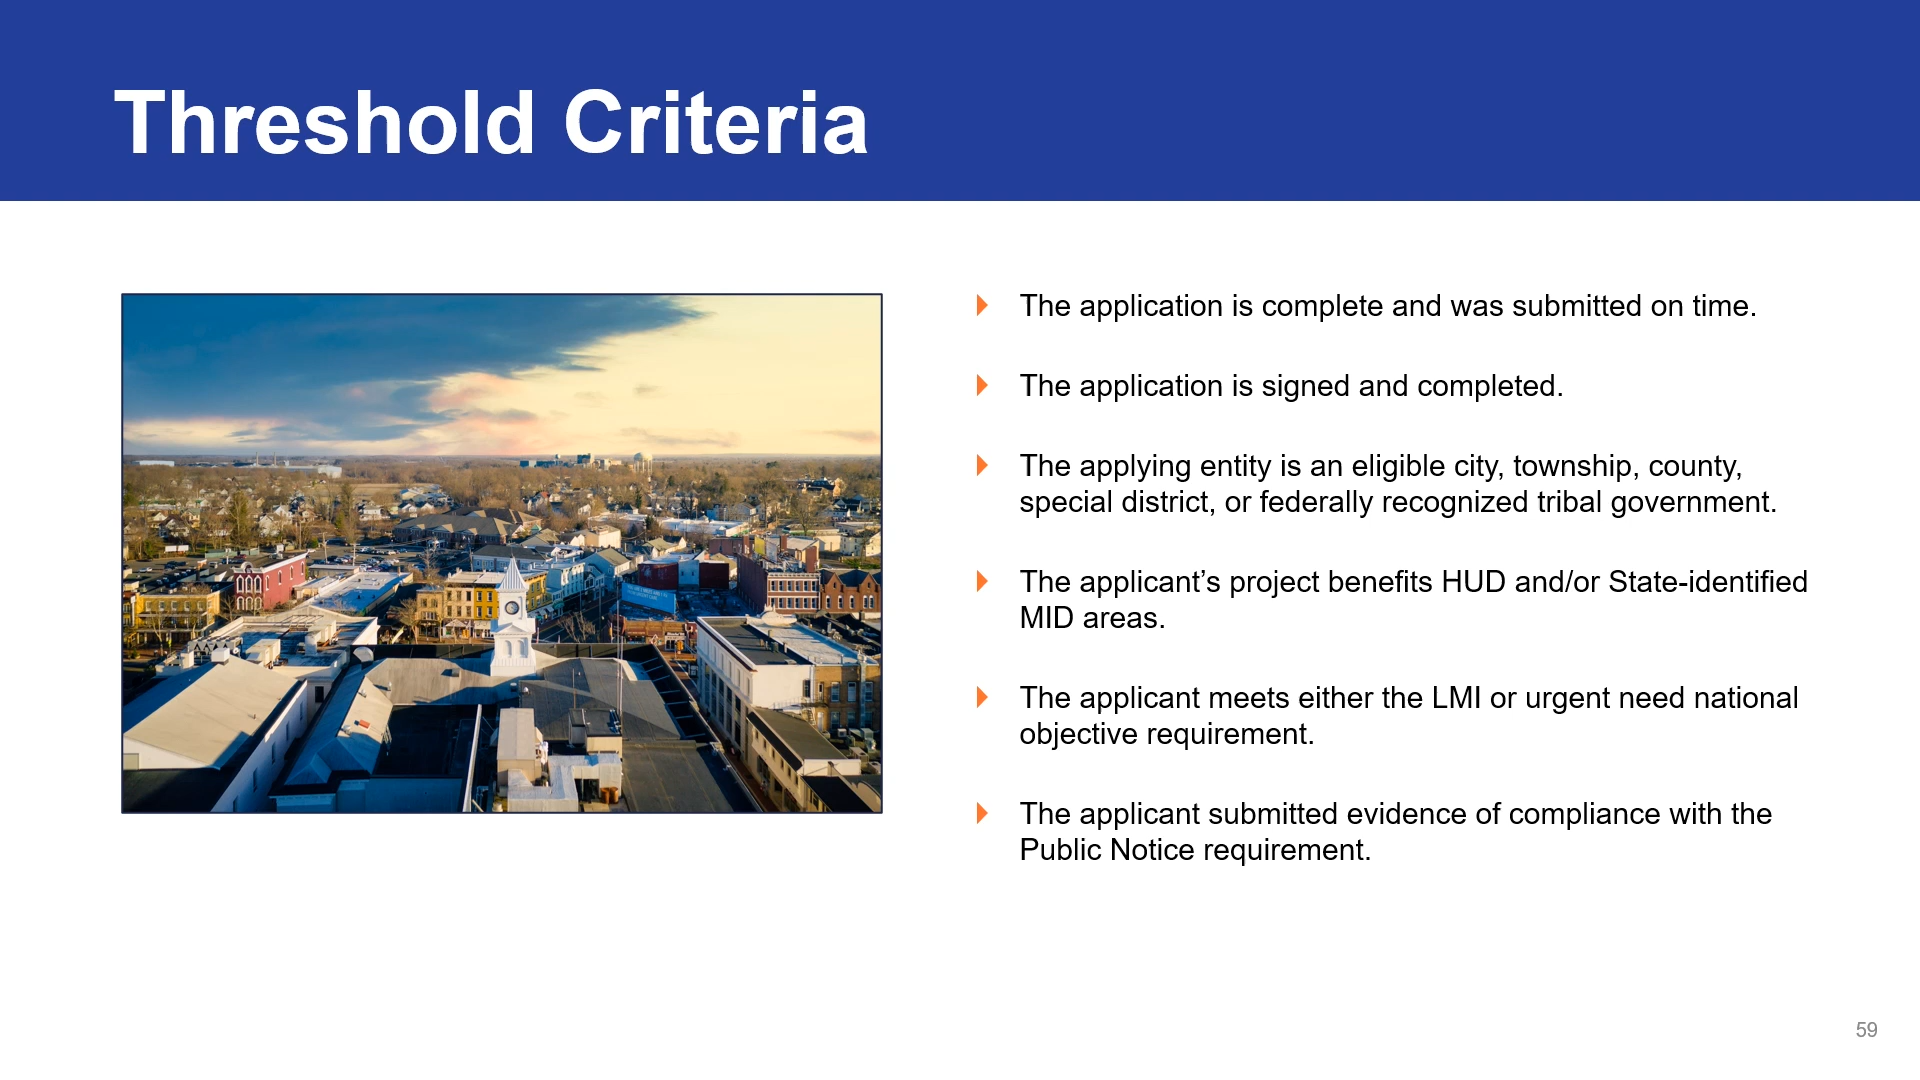 Threshold Criteria
The application is complete and was submitted on time.
The application is signed and completed.
The applying entity is an eligible city, township, county,
special district, or federally recognized tribal government.
The applicant’s project benefits HUD and/or State-identified
MID areas.
The applicant meets either the LMI or urgent need national
objective requirement.
The applicant submitted evidence of compliance with the
Public Notice requirement.
59